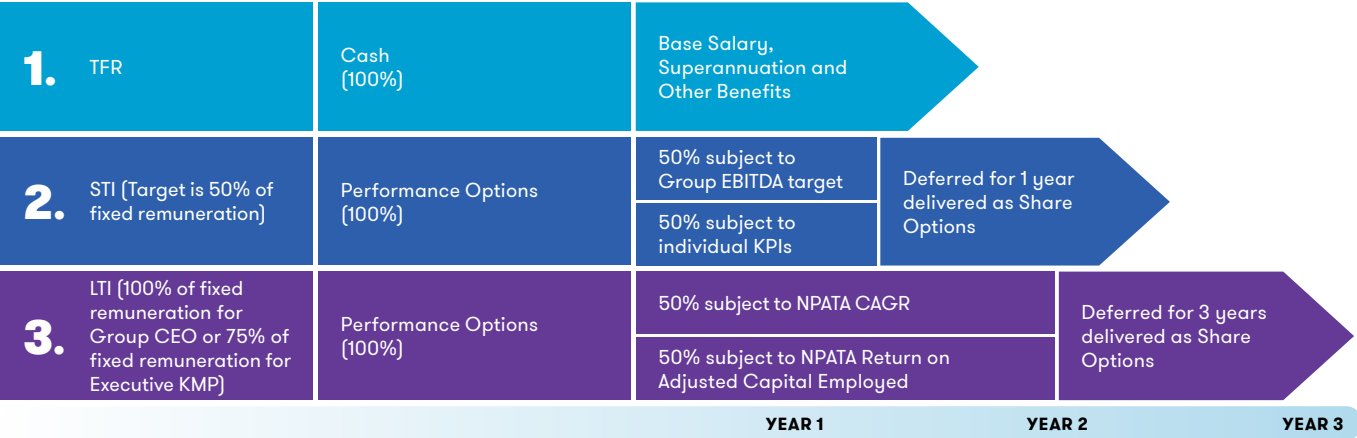 1.
TFR
Cash
(100%)
Base Salary,
Superannuation and
Other Benefits
2.
STI (Target is 50% of
fixed remuneration)
Performance Options
(100%)
50% subject to
Group EBITDA target
50% subject to
individual KPIs
Deferred for 1 year
delivered as Share
Options
3.
LTI (100% of fixed
remuneration for
Group CEO or 75% of
fixed remuneration for
Executive KMP)
Performance Options
(100%)
50% subject to NPATA CAGR
50% subject to NPATA Return on
Adjusted Capital Employed
Deferred for 3 years
delivered as Share
Options
YEAR 1
YEAR 2
YEAR 3